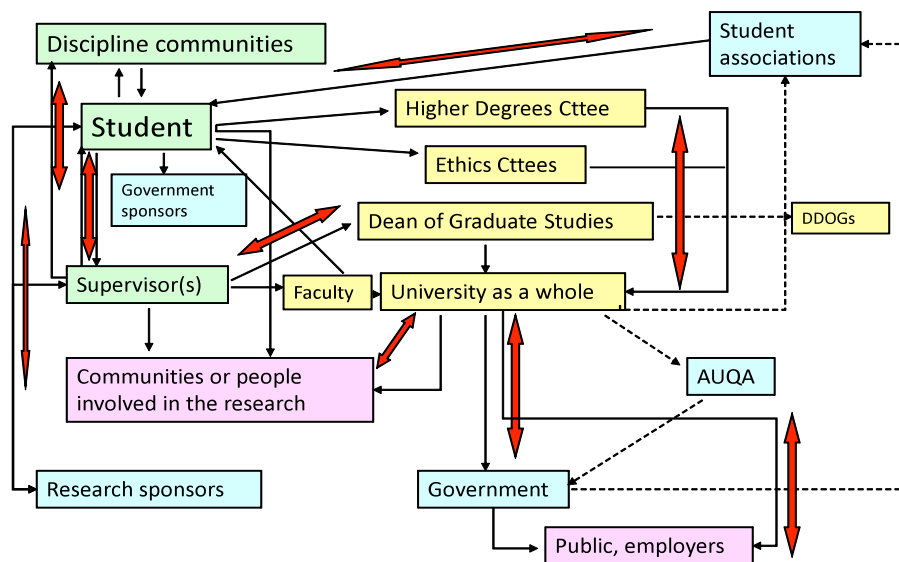 Discipline communities
Student
associations
Student
Higher Degrees Cttee
Ethics Cttees
Government
sponsors
Dean of Graduate Studies
DDOGs
Supervisor(s)
Faculty
University as a whole
Communities or people
involved in the research
AUQA
Research sponsors
Government
Public, employers